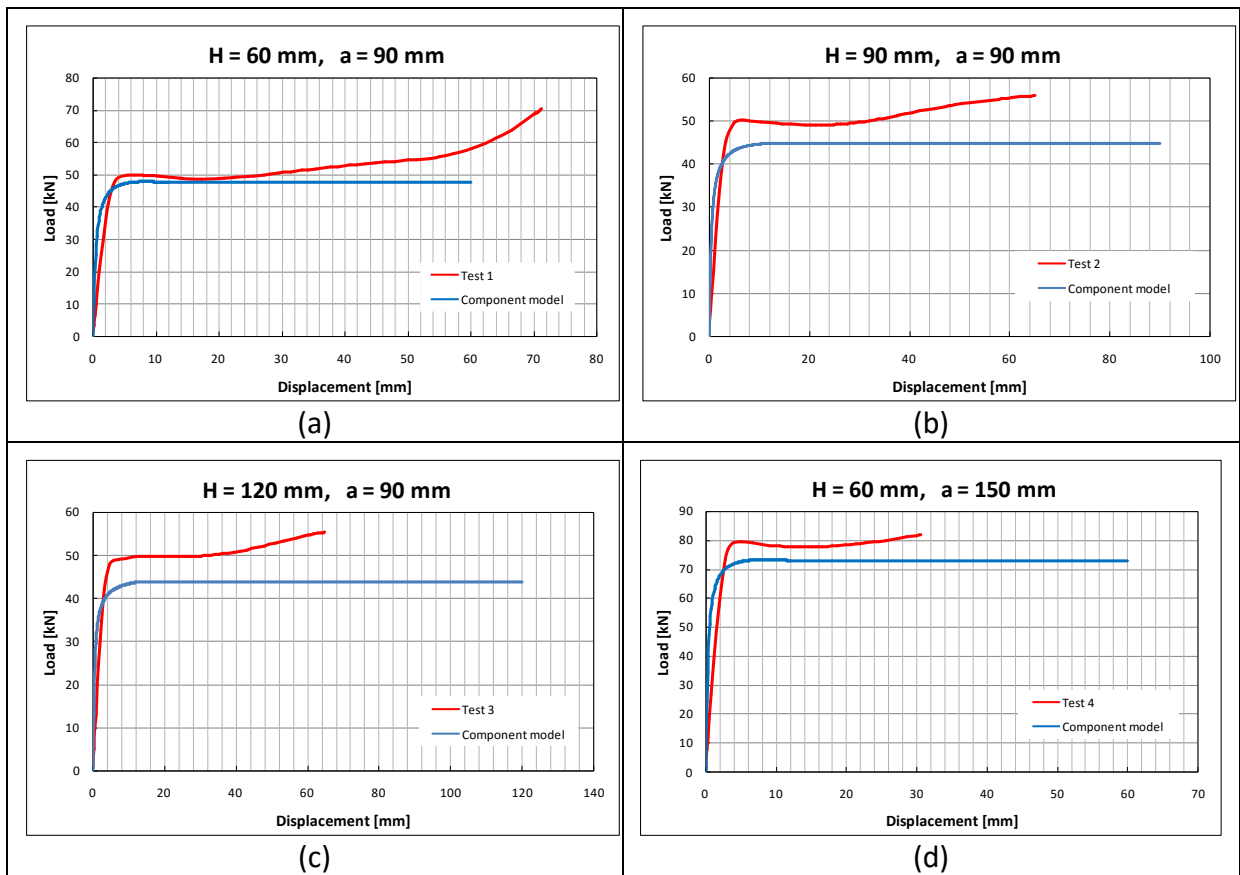 H = 60 mm, a = 90 mm
80
70
60
50
40
30
20
10
0
Load [kN]
Test 1
Component model
0 10 20 30 40 50 60 70 80
Displacement [mm]
(a)
H = 90 mm, a = 90 mm
60
50
40
30
20
10
0
Load [kN]
Test 2
Component model
0 20 40 60 80 100
Displacement [mm]
(b)
H = 120 mm, a = 90 mm
60
50
40
30
20
10
0
Load [kN]
Test 3
Component model
0 20 40 60 80 100 120 140
Displacement [mm]
(c)
H = 60 mm, a = 150 mm
90
80
70
60
50
40
30
20
10
0
Load [kN]
Test 4
Component model
0 10 20 30 40 50 60 70
Displacement [mm]
(d)